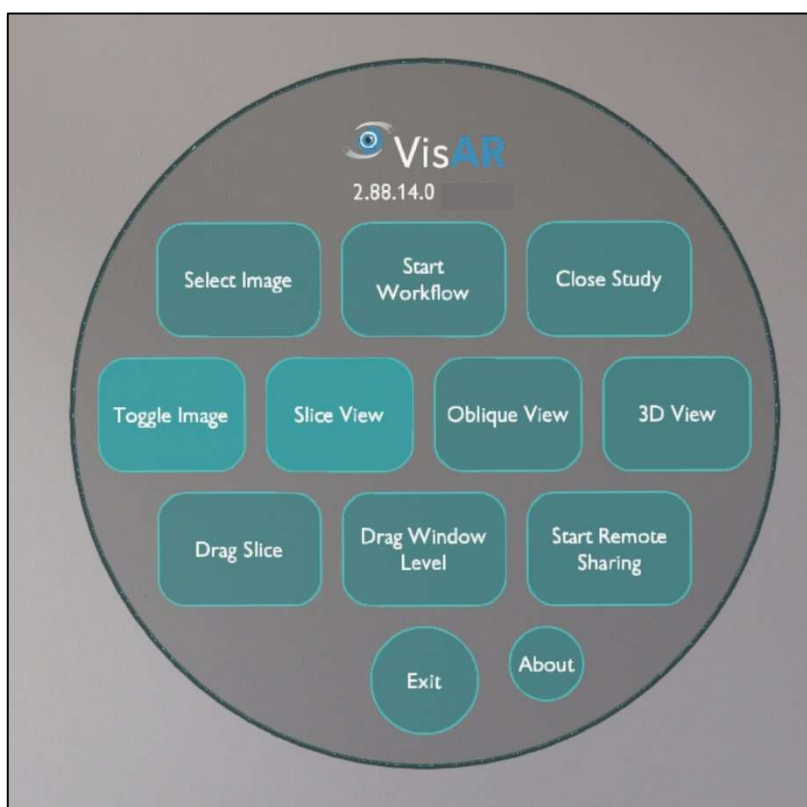 VisAR
2.88.14.0
Select Image
Start
Workflow
Close Study
Toggle Image
Slice View
Oblique View
3D View
Drag Slice
Drag Window
Level
Start Remote
Sharing
Exit
About